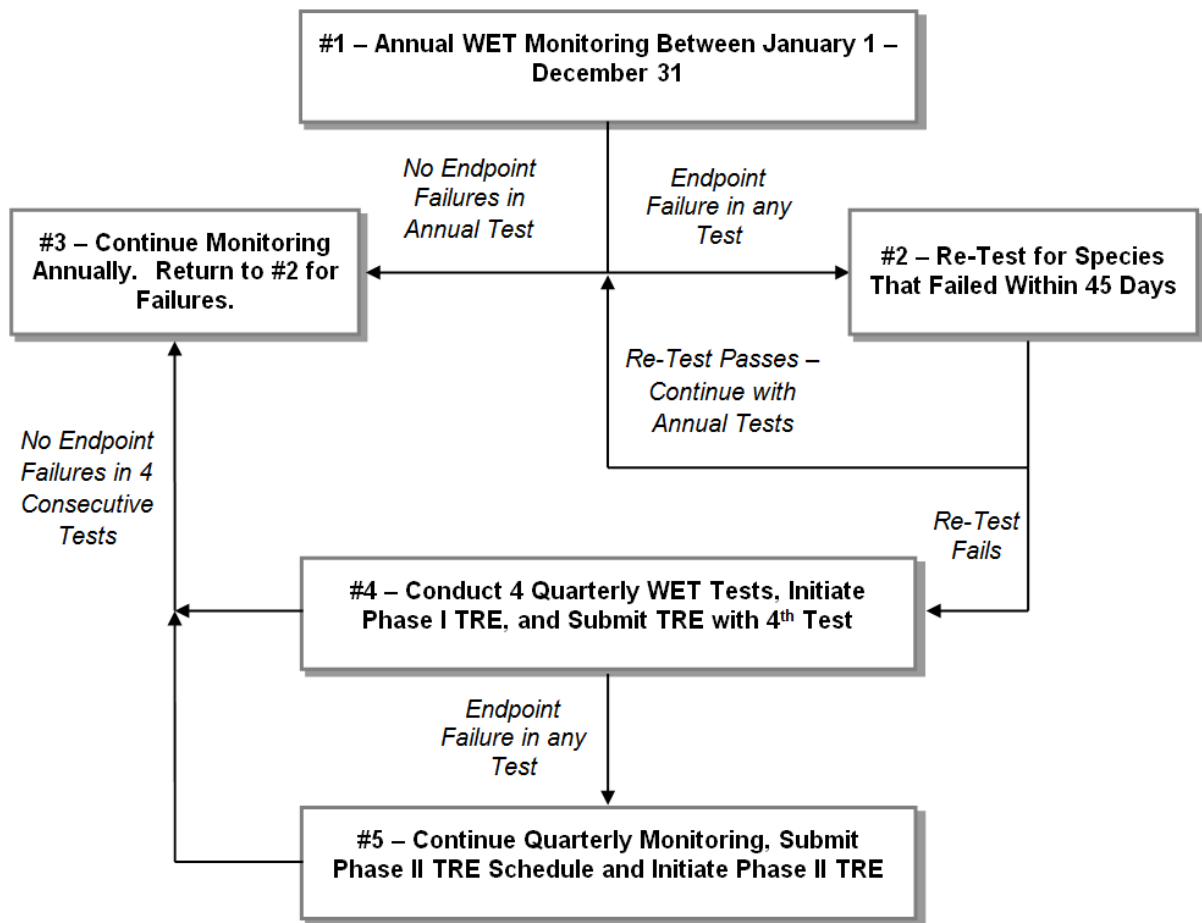 #1 – Annual WET Monitoring Between January 1 –
December 31
No Endpoint
Failures in
Annual Test
Endpoint
Failure in any
Test
#3 – Continue Monitoring
Annually.   Return to #2 for
Failures.
#2 – Re-Test for Species
That Failed Within 45 Days
Re-Test Passes –
Continue with
Annual Tests
No Endpoint
Failures in 4
Consecutive
Tests
Re-Test
Fails
#4 – Conduct 4 Quarterly WET Tests, Initiate
Phase I TRE, and Submit TRE with 4th Test
Endpoint
Failure in any
Test
#5 – Continue Quarterly Monitoring, Submit
Phase II TRE Schedule and Initiate Phase II TRE